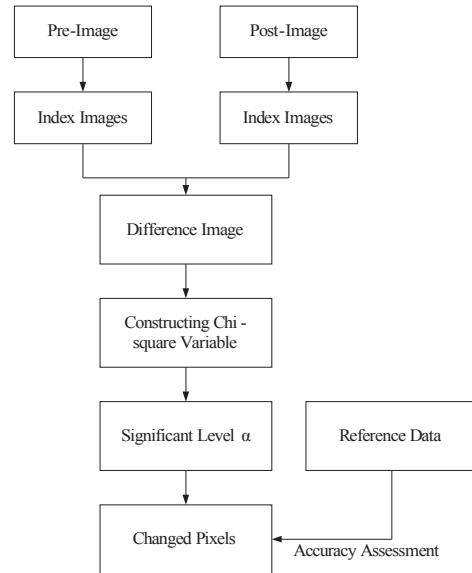 Pre-Image
Post-Image
Index Images
Index Images
Difference Image
Constructing Chi -
square Variable
Significant Level α
Reference Data
Changed Pixels
Accuracy Assessment